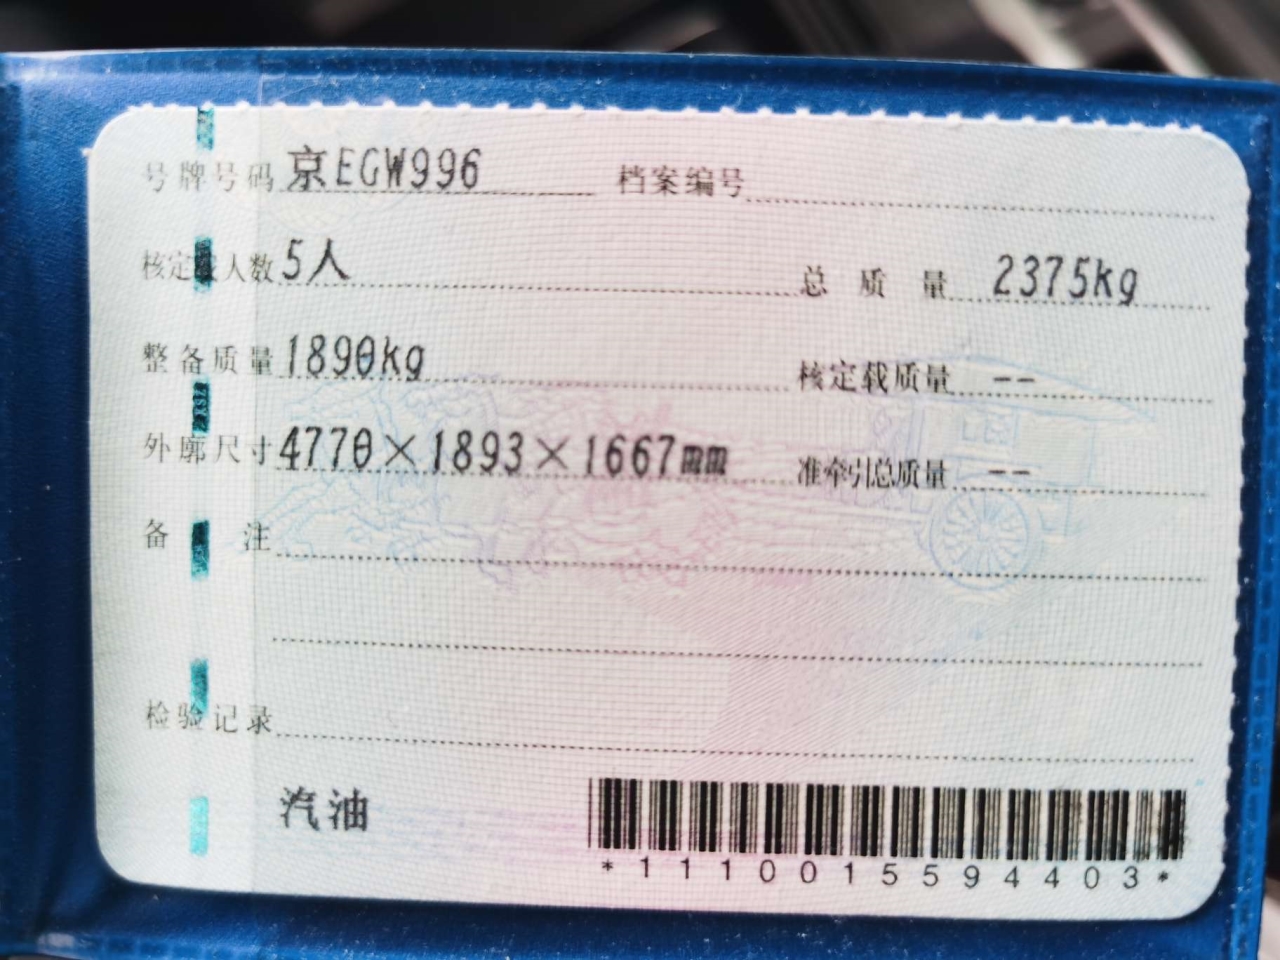 号牌号码 京EGW996 档案编号
核定载人数 5人 总质量 2375kg
整备质量 1890kg 核定载质量 --
外廓尺寸 4770×1893×1667mm 准牵引总质量 --
备注
检验记录
汽油
*1110015594403*